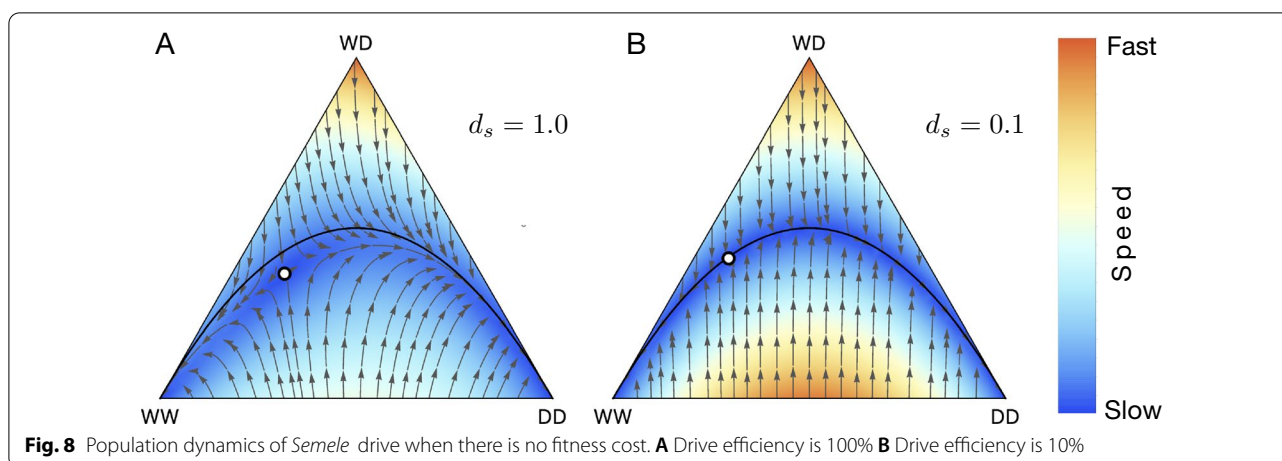 A
B
WD
WD
Fast
d_s = 1.0
d_s = 0.1
Speed
WW
DD
WW
DD
Slow
Fig. 8 Population dynamics of Semele drive when there is no fitness cost. A Drive efficiency is 100% B Drive efficiency is 10%